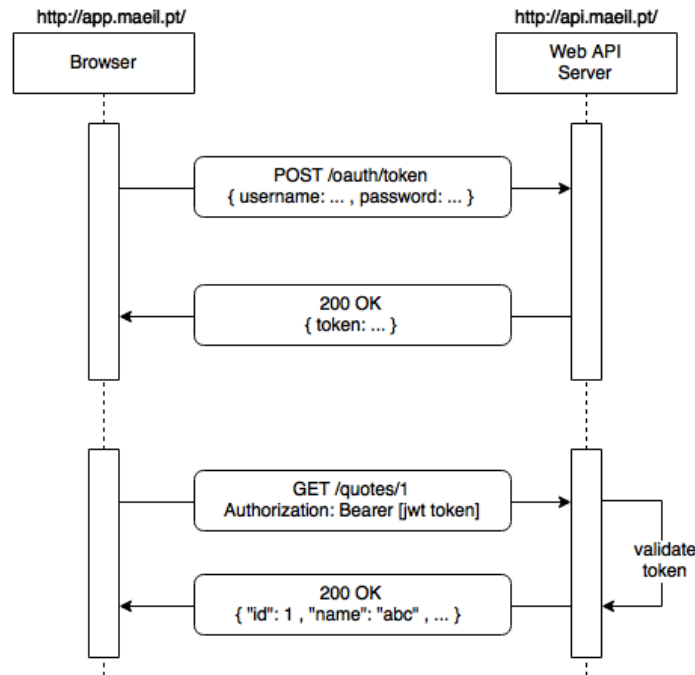 http://app.maeil.pt/
http://api.maeil.pt/
Browser
Web API
Server
POST /oauth/token
{ username: ... , password: ... }
200 OK
{ token: ... }
GET /quotes/1
Authorization: Bearer [jwt token]
validate
token
200 OK
{ "id": 1 , "name": "abc" , ... }